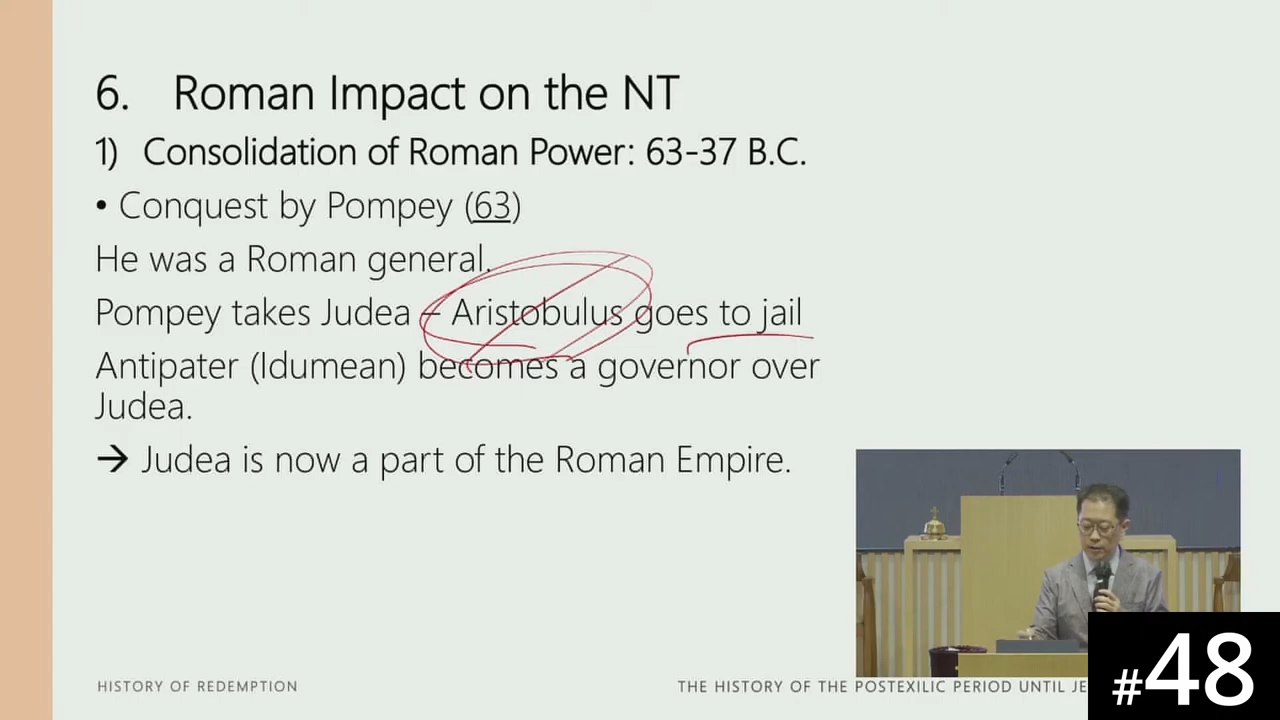 6. Roman Impact on the NT
1) Consolidation of Roman Power: 63-37 B.C.
• Conquest by Pompey (63)
He was a Roman general.
Pompey takes Judea – Aristobulus goes to jail
Antipater (Idumean) becomes a governor over
Judea.
→ Judea is now a part of the Roman Empire.
HISTORY OF REDEMPTION
THE HISTORY OF THE POSTEXILIC PERIOD UNTIL JE
#48